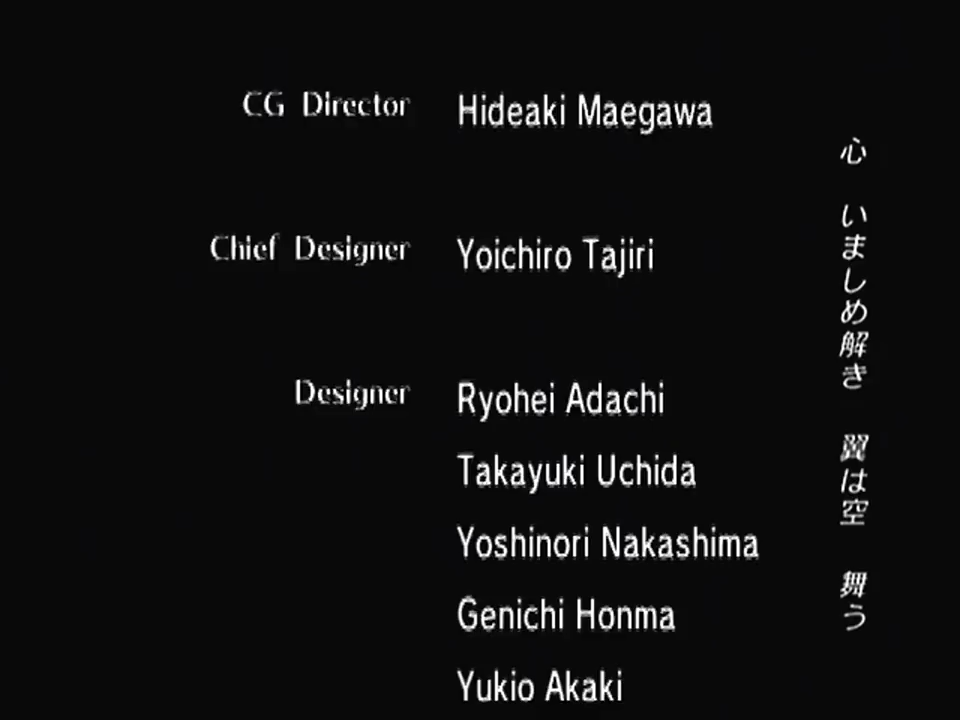 CG Director Hideaki Maegawa
Chief Designer Yoichiro Tajiri
Designer Ryohei Adachi
Takayuki Uchida
Yoshinori Nakashima
Genichi Honma
Yukio Akaki
心 いましめ解き 翼は空 舞う